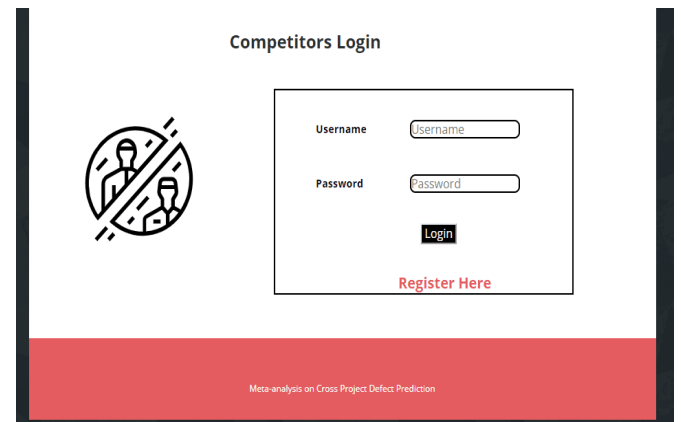 Competitors Login
Username Username
Password Password
Login
Register Here
Meta-analysis on Cross Project Defect Prediction